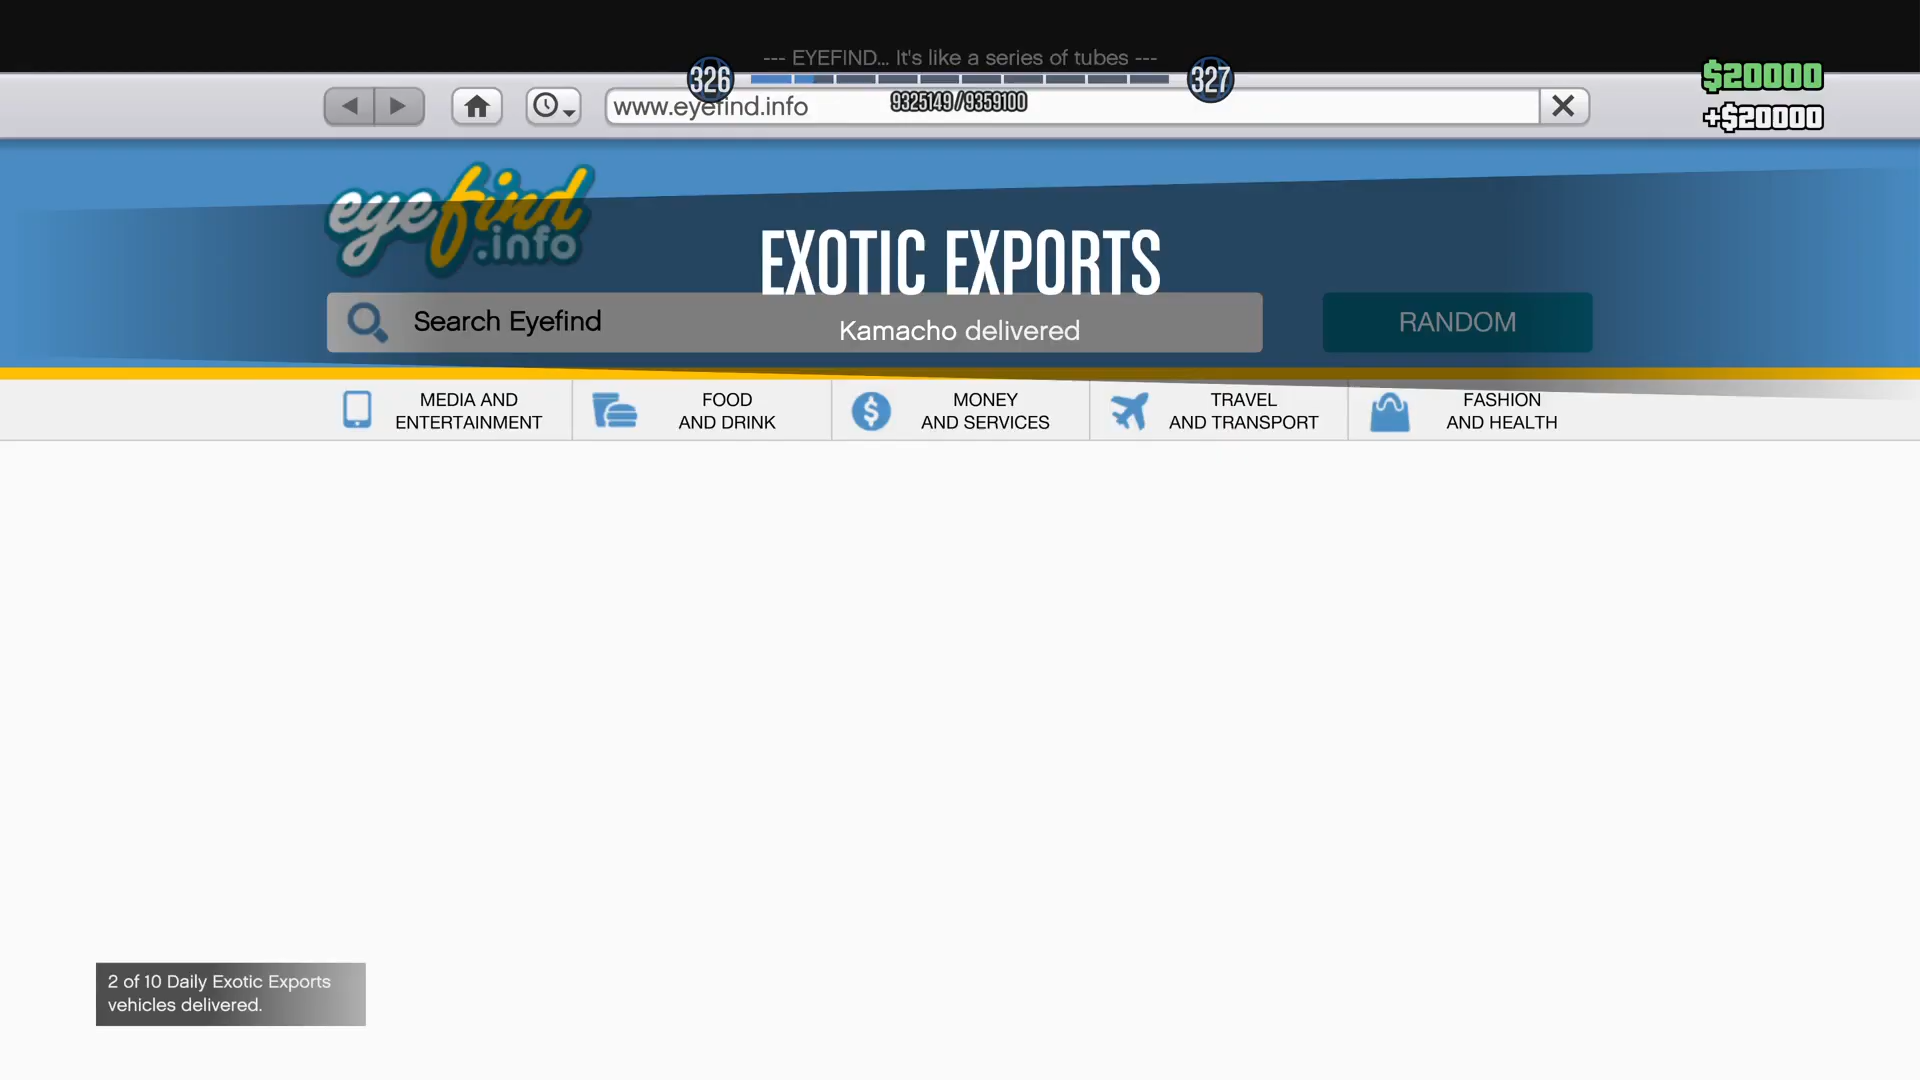 --- EYEFIND... It's like a series of tubes ---
326
327
$20000
+$20000
www.eyefind.info
9325149/9359100
eyefind
.info
EXOTIC EXPORTS
Search Eyefind
Kamacho delivered
RANDOM
MEDIA AND
ENTERTAINMENT
FOOD
AND DRINK
MONEY
AND SERVICES
TRAVEL
AND TRANSPORT
FASHION
AND HEALTH
2 of 10 Daily Exotic Exports
vehicles delivered.